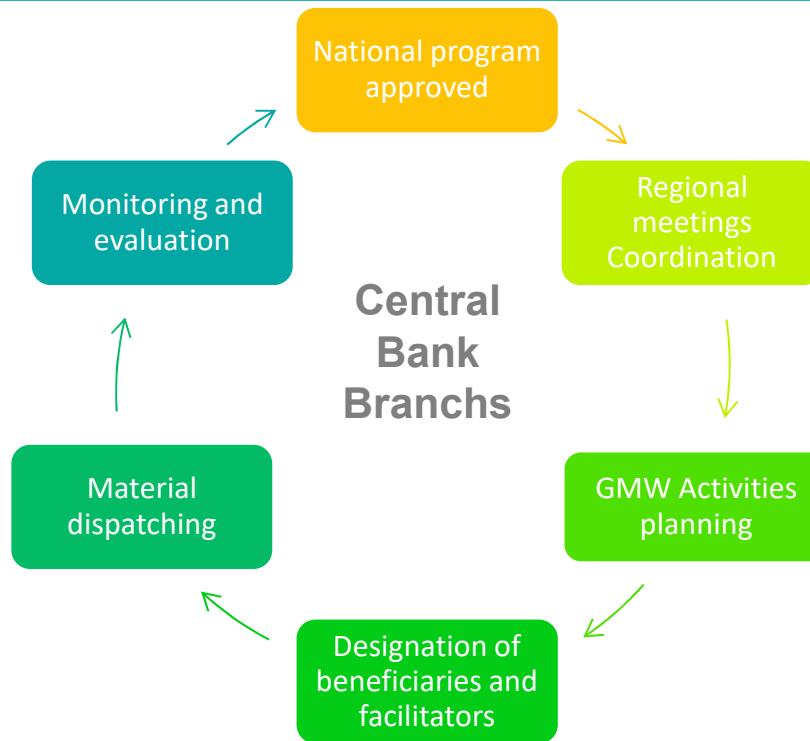 National program
approved
Regional
meetings
Coordination
GMW Activities
planning
Designation of
beneficiaries and
facilitators
Material
dispatching
Monitoring and
evaluation
Central
Bank
Branchs